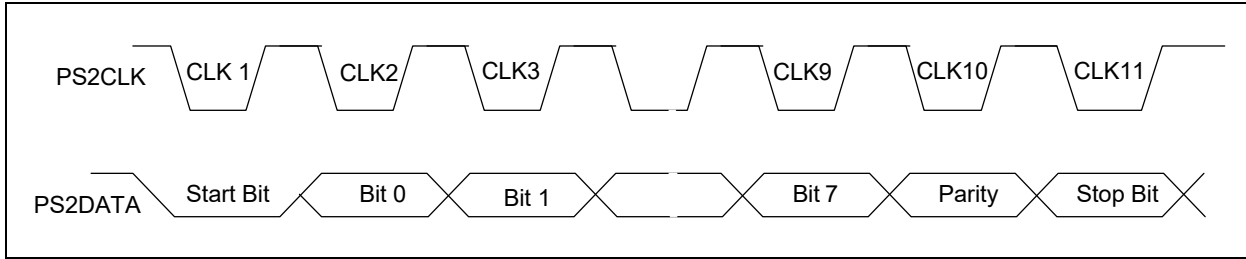 PS2CLK CLK 1 CLK2 CLK3 CLK9 CLK10 CLK11
PS2DATA Start Bit Bit 0 Bit 1 Bit 7 Parity Stop Bit